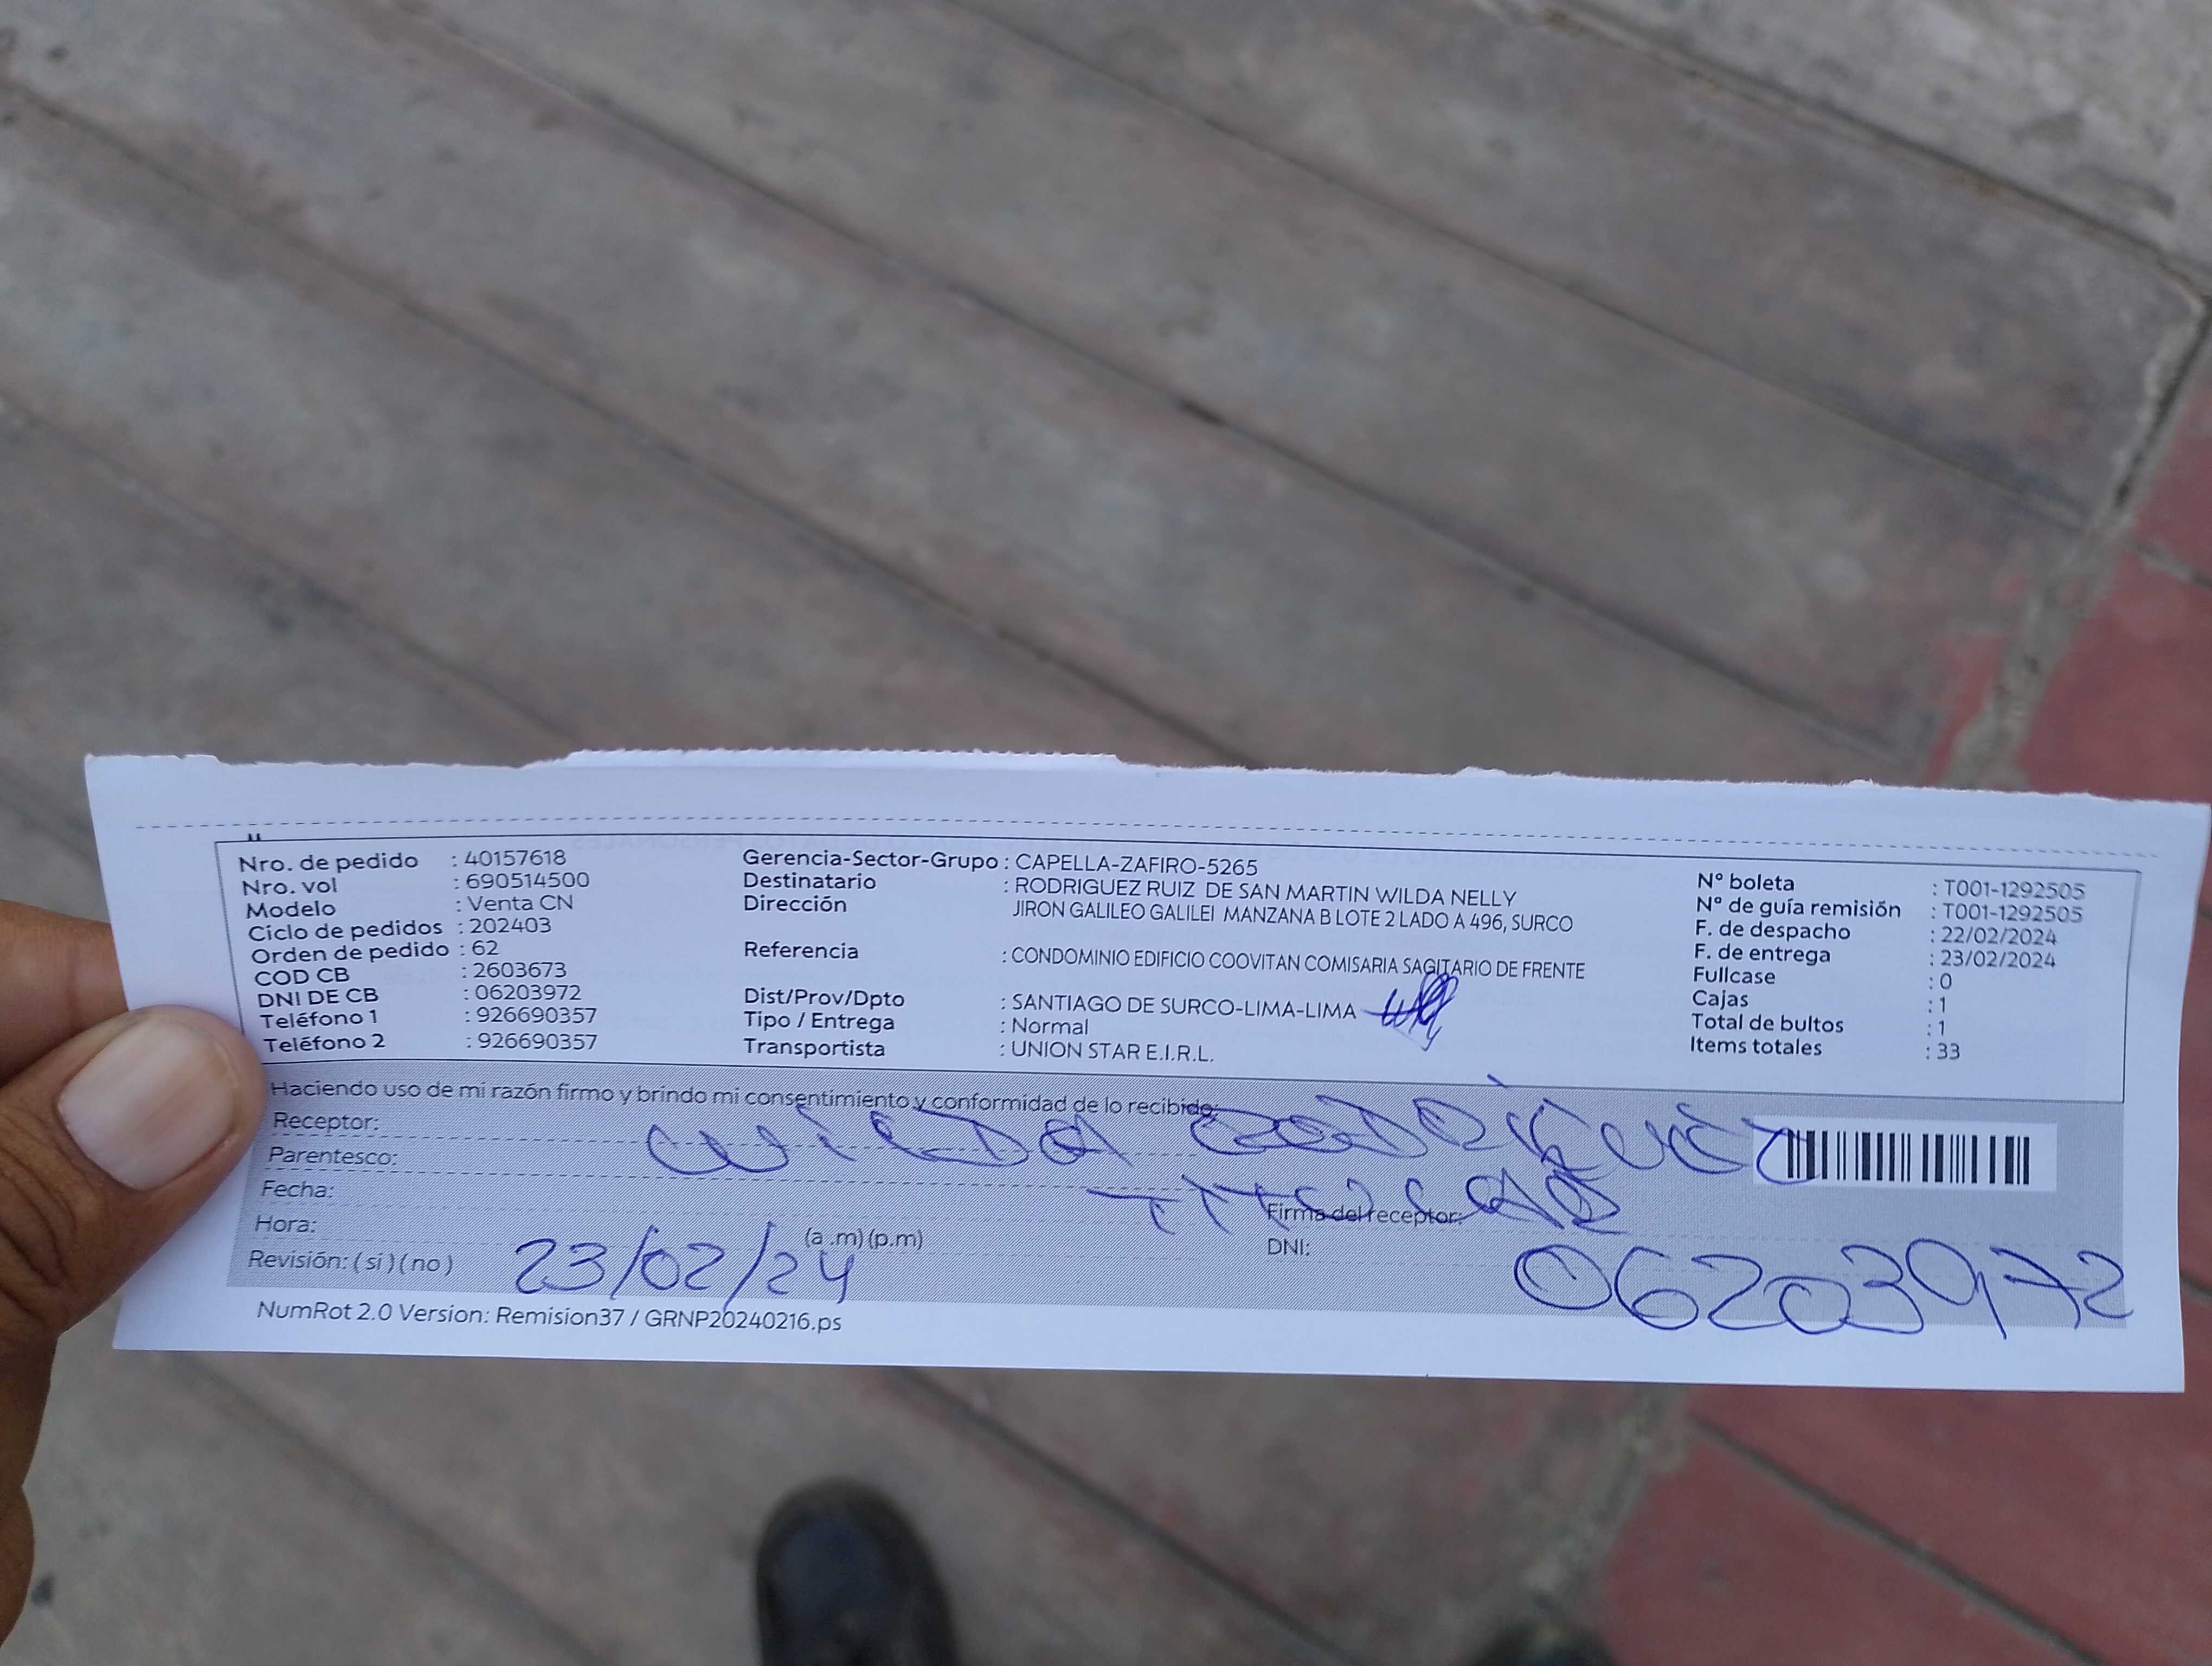 Nro. de pedido : 40157618
Nro. vol : 690514500
Modelo : Venta CN
Ciclo de pedidos : 202403
Orden de pedido : 62
COD CB : 2603673
DNI DE CB : 06203972
Teléfono 1 : 926690357
Teléfono 2 : 926690357
Gerencia-Sector-Grupo : CAPELLA-ZAFIRO-5265
Destinatario : RODRIGUEZ RUIZ DE SAN MARTIN WILDA NELLY
Dirección JIRON GALILEO GALILEI MANZANA B LOTE 2 LADO A 496, SURCO
Referencia : CONDOMINIO EDIFICIO COOVITAN COMISARIA SAGITARIO DE FRENTE
Dist/Prov/Dpto : SANTIAGO DE SURCO-LIMA-LIMA
Tipo / Entrega : Normal
Transportista : UNION STAR E.I.R.L.
N° boleta : T001-1292505
N° de guía remisión : T001-1292505
F. de despacho : 22/02/2024
F. de entrega : 23/02/2024
Fullcase : 0
Cajas : 1
Total de bultos : 1
Items totales : 33
Haciendo uso de mi razón firmo y brindo mi consentimiento y conformidad de lo recibido:
Receptor: WILDA RODRIGUEZ
Parentesco: TITULAR
Fecha:
Firma del receptor:
Hora: (a .m) (p.m)
DNI: 06203972
Revisión: ( si ) ( no ) 23/02/24
NumRot 2.0 Version: Remision37 / GRNP20240216.ps